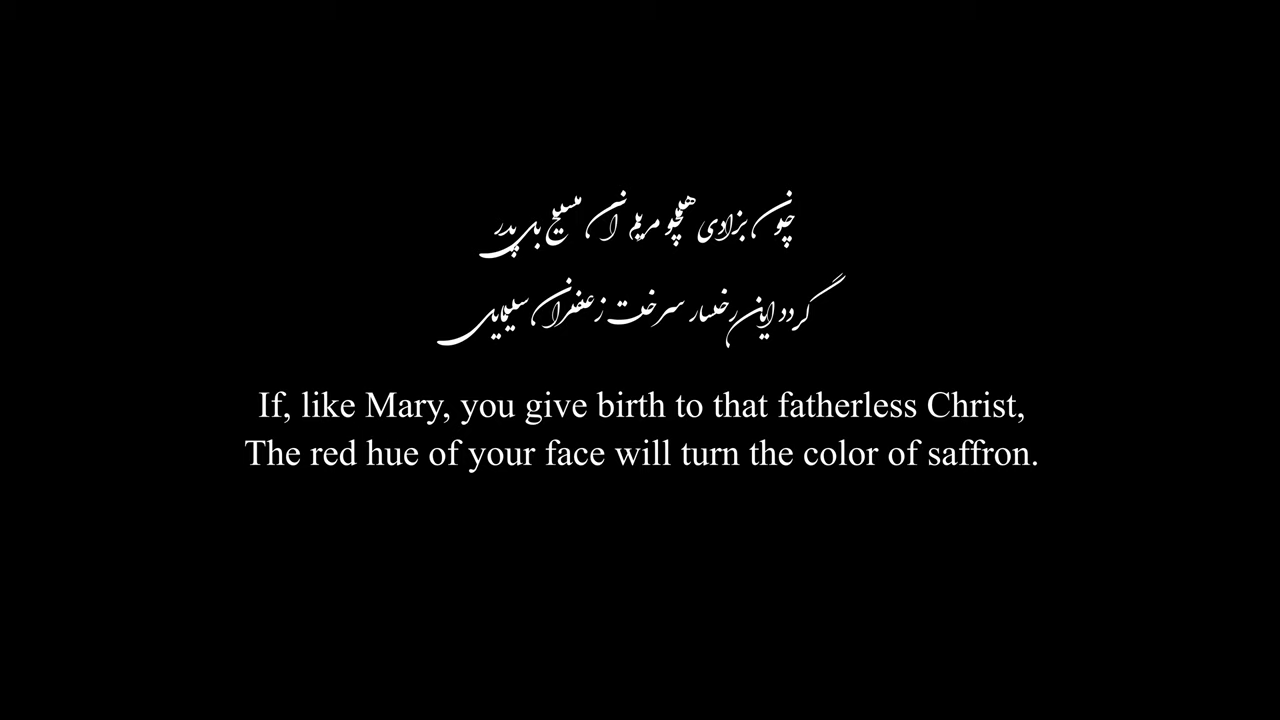 چون بزادی همچو مریم آن مسیح بی پدر
گردد این رخسار سرخت زعفران سیمایی
If, like Mary, you give birth to that fatherless Christ,
The red hue of your face will turn the color of saffron.